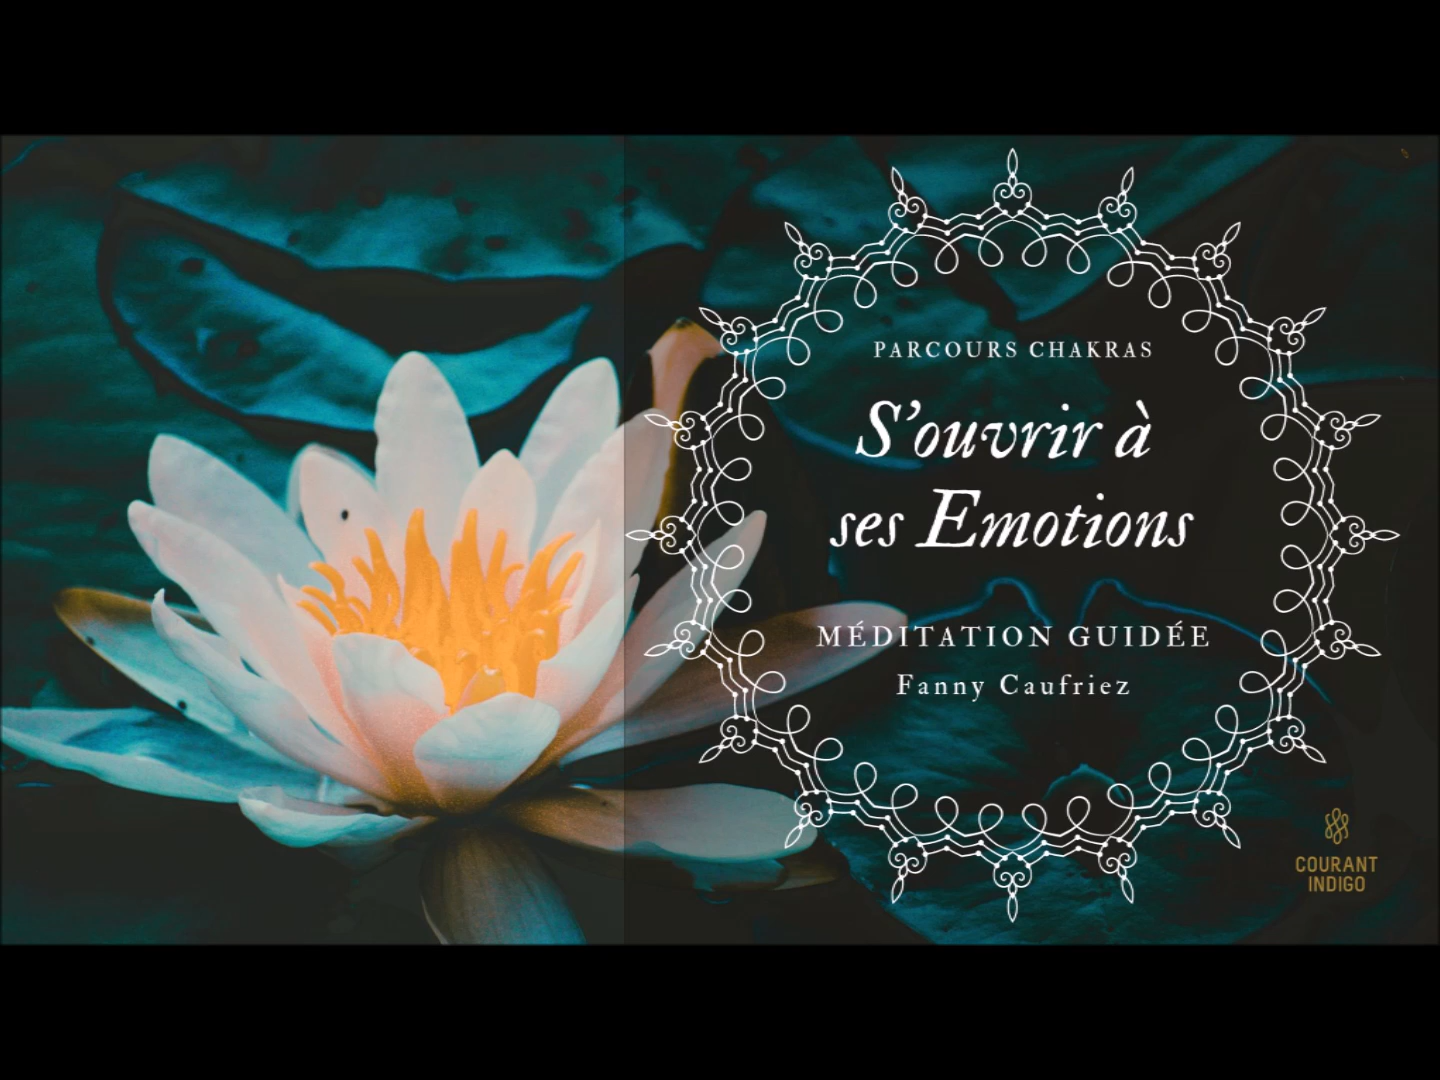 PARCOURS CHAKRAS
S'ouvrir à
ses Emotions
MÉDITATION GUIDÉE
Fanny Caufriez
COURANT
INDIGO